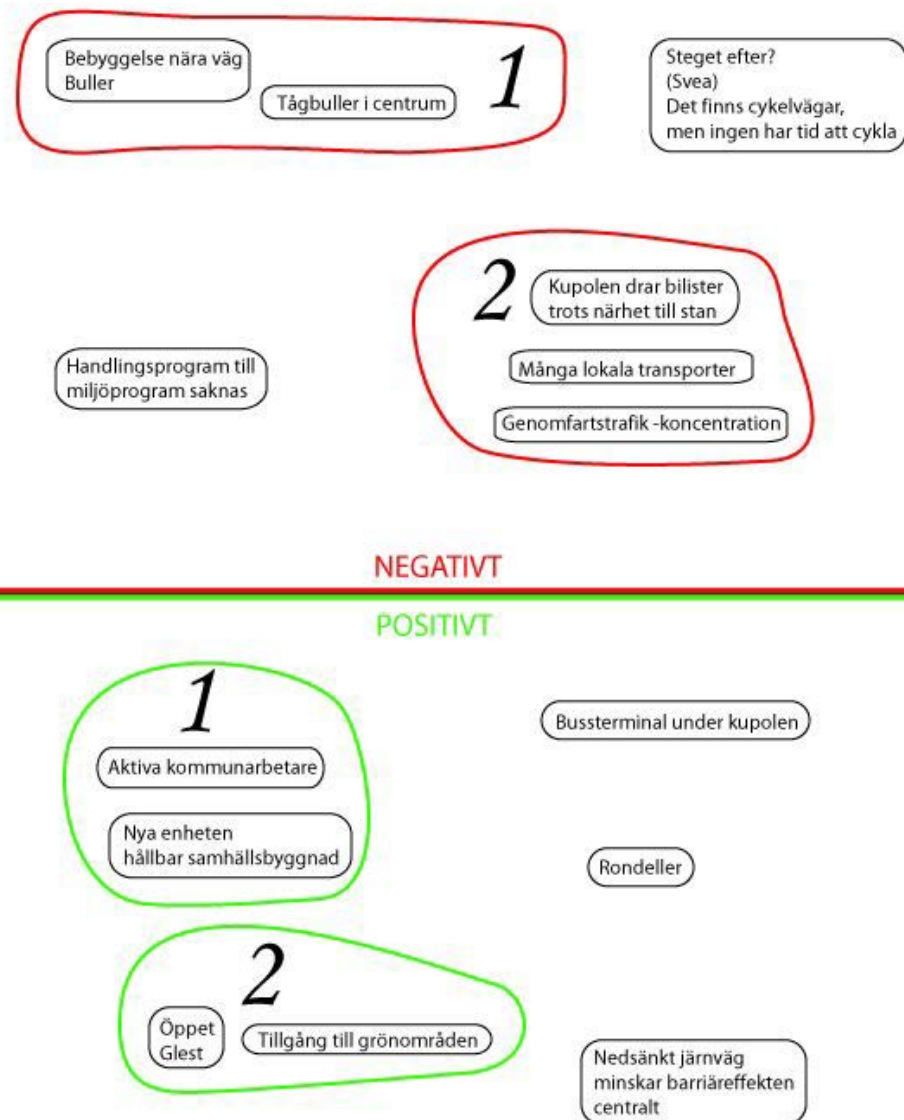 Bebyggelse nära väg
Buller
Tågbuller i centrum
1
Steget efter?
(Svea)
Det finns cykelvägar,
men ingen har tid att cykla
2
Kupolen drar bilister
trots närhet till stan
Många lokala transporter
Genomfartstrafik -koncentration
Handlingsprogram till
miljöprogram saknas
NEGATIVT
POSITIVT
1
Aktiva kommunarbetare
Nya enheten
hållbar samhällsbyggnad
Bussterminal under kupolen
Rondeller
2
Öppet
Glest
Tillgång till grönområden
Nedsänkt järnväg
minskar barriäreffekten
centralt